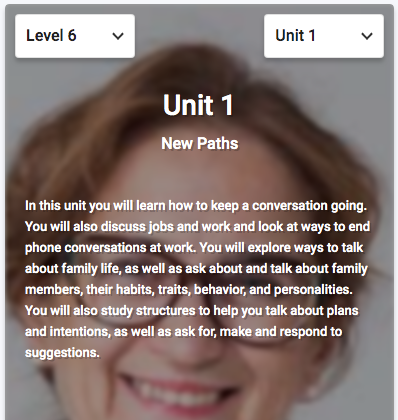 Level 6
Unit 1
Unit 1
New Paths
In this unit you will learn how to keep a conversation going.
You will also discuss jobs and work and look at ways to end
phone conversations at work. You will explore ways to talk
about family life, as well as ask about and talk about family
members, their habits, traits, behavior, and personalities.
You will also study structures to help you talk about plans
and intentions, as well as ask for, make and respond to
suggestions.